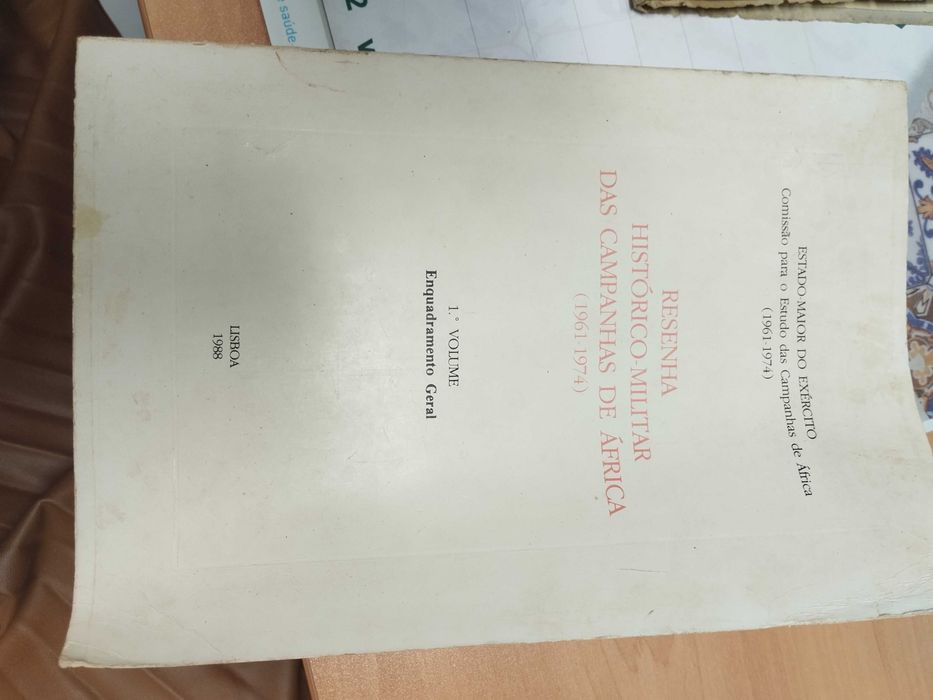 ESTADO-MAIOR DO EXÉRCITO
Comissão para o Estudo das Campanhas de África
(1961-1974)
RESENHA
HISTÓRICO-MILITAR
DAS CAMPANHAS DE ÁFRICA
(1961-1974)
1.° VOLUME
Enquadramento Geral
LISBOA
1988
saúde
2 V